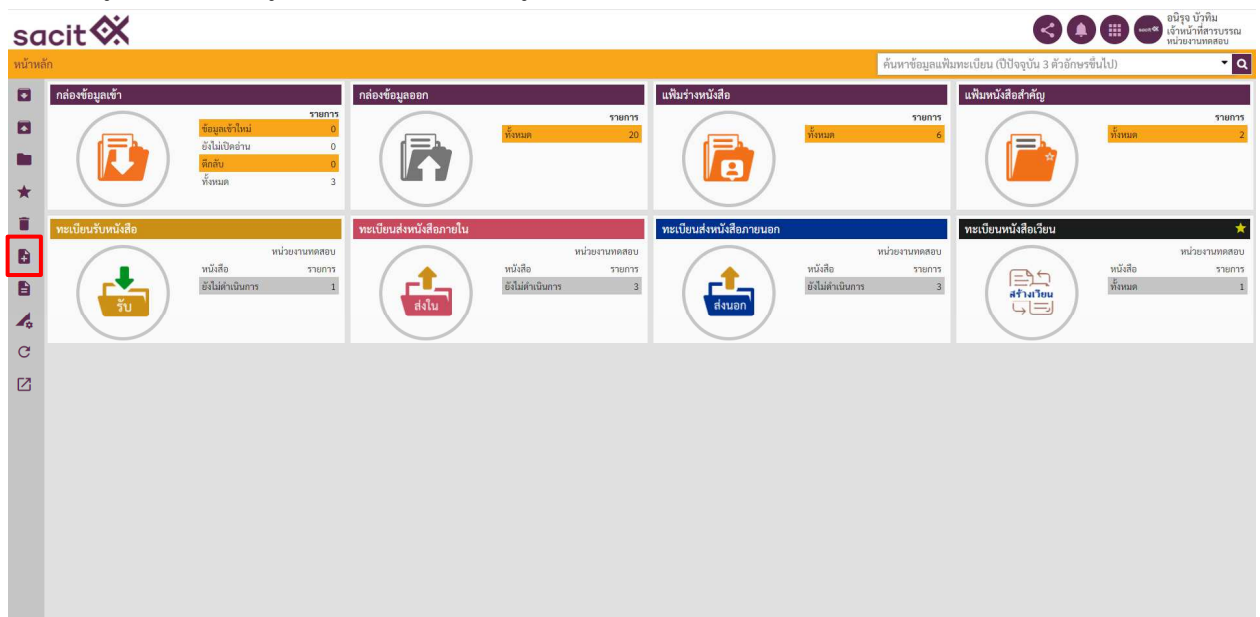 sacit
อนิรุจ บัวทิม
เจ้าหน้าที่สารบรรณ
หน่วยงานทดสอบ
หน้าหลัก
ค้นหาข้อมูลแฟ้มทะเบียน (ปีปัจจุบัน 3 ตัวอักษรขึ้นไป)
กล่องข้อมูลเข้า
รายการ
ข้อมูลเข้าใหม่ 0
ยังไม่เปิดอ่าน 0
ตีกลับ 0
ทั้งหมด 3
กล่องข้อมูลออก
รายการ
ทั้งหมด 20
แฟ้มร่างหนังสือ
รายการ
ทั้งหมด 6
แฟ้มหนังสือสำคัญ
รายการ
ทั้งหมด 2
ทะเบียนรับหนังสือ
หน่วยงานทดสอบ
หนังสือ รายการ
ยังไม่ดำเนินการ 1
รับ
ทะเบียนส่งหนังสือภายใน
หน่วยงานทดสอบ
หนังสือ รายการ
ยังไม่ดำเนินการ 3
ส่งใน
ทะเบียนส่งหนังสือภายนอก
หน่วยงานทดสอบ
หนังสือ รายการ
ยังไม่ดำเนินการ 3
ส่งนอก
ทะเบียนหนังสือเวียน
หน่วยงานทดสอบ
หนังสือ รายการ
ทั้งหมด 1
สร้างเวียน